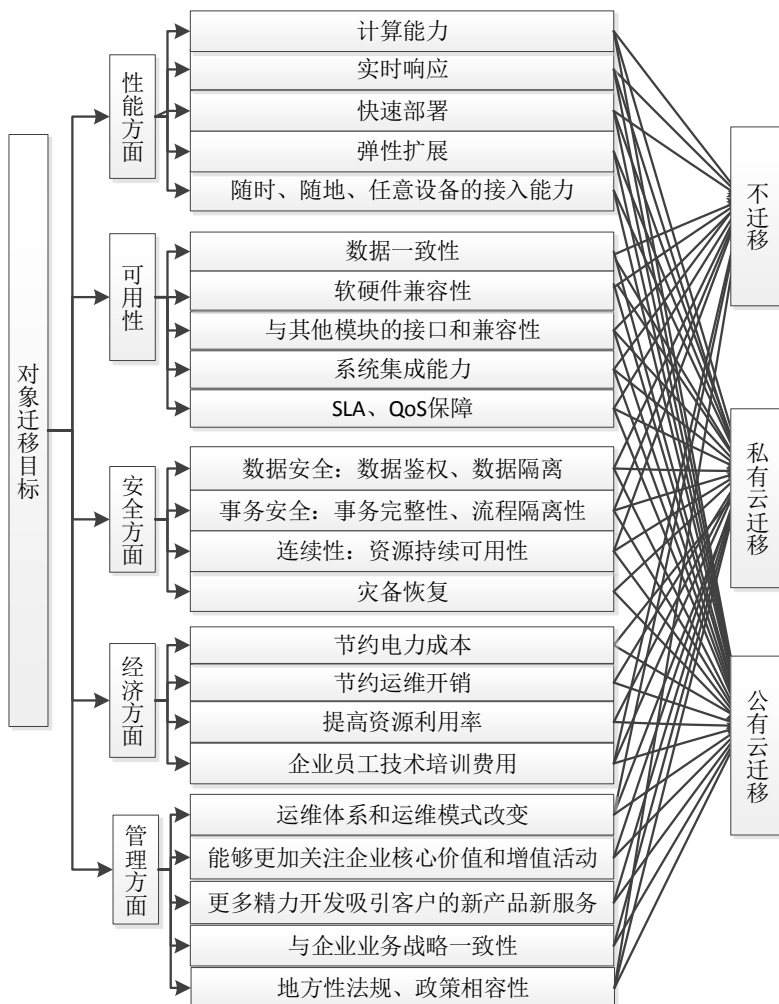 对象迁移目标
性能方面
计算能力
实时响应
快速部署
弹性扩展
随时、随地、任意设备的接入能力
可用性
数据一致性
软硬件兼容性
与其他模块的接口和兼容性
系统集成能力
SLA、QoS保障
安全方面
数据安全：数据鉴权、数据隔离
事务安全：事务完整性、流程隔离性
连续性：资源持续可用性
灾备恢复
经济方面
节约电力成本
节约运维开销
提高资源利用率
企业员工技术培训费用
管理方面
运维体系和运维模式改变
能够更加关注企业核心价值和增值活动
更多精力开发吸引客户的新产品新服务
与企业业务战略一致性
地方性法规、政策相容性
不迁移
私有云迁移
公有云迁移